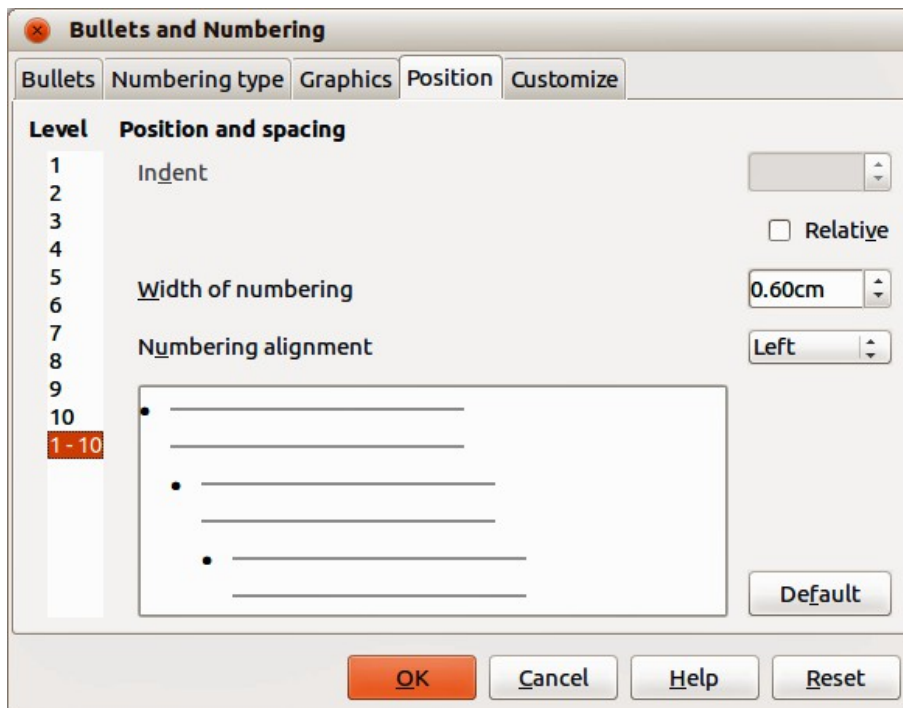 Bullets and Numbering
Bullets Numbering type Graphics Position Customize
Level Position and spacing
1
2
3
4
5
6
7
8
9
10
1 - 10
Indent
Relative
Width of numbering 0.60cm
Numbering alignment Left
Default
OK Cancel Help Reset